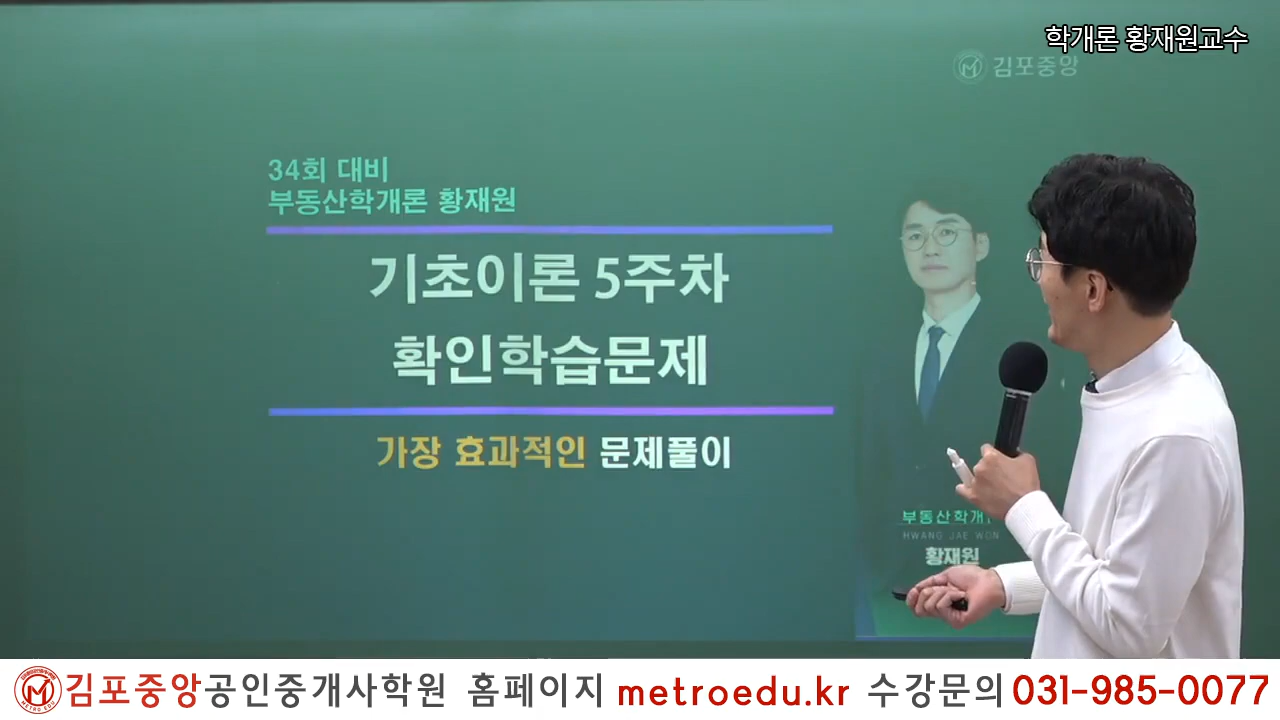 학개론 황재원교수
김포중앙
34회 대비
부동산학개론 황재원
기초이론 5주차
확인학습문제
가장 효과적인 문제풀이
부동산학개
HWANG JAE WON
황재원
김포중앙공인중개사학원 홈페이지 metroedu.kr 수강문의 031-985-0077